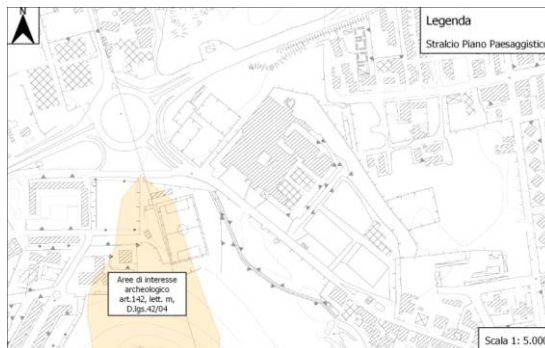 N
Legenda
Stralcio Piano Paesaggistico
Aree di interesse
archeologico
art.142, lett. m,
D.lgs.42/04
Scala 1: 5.000